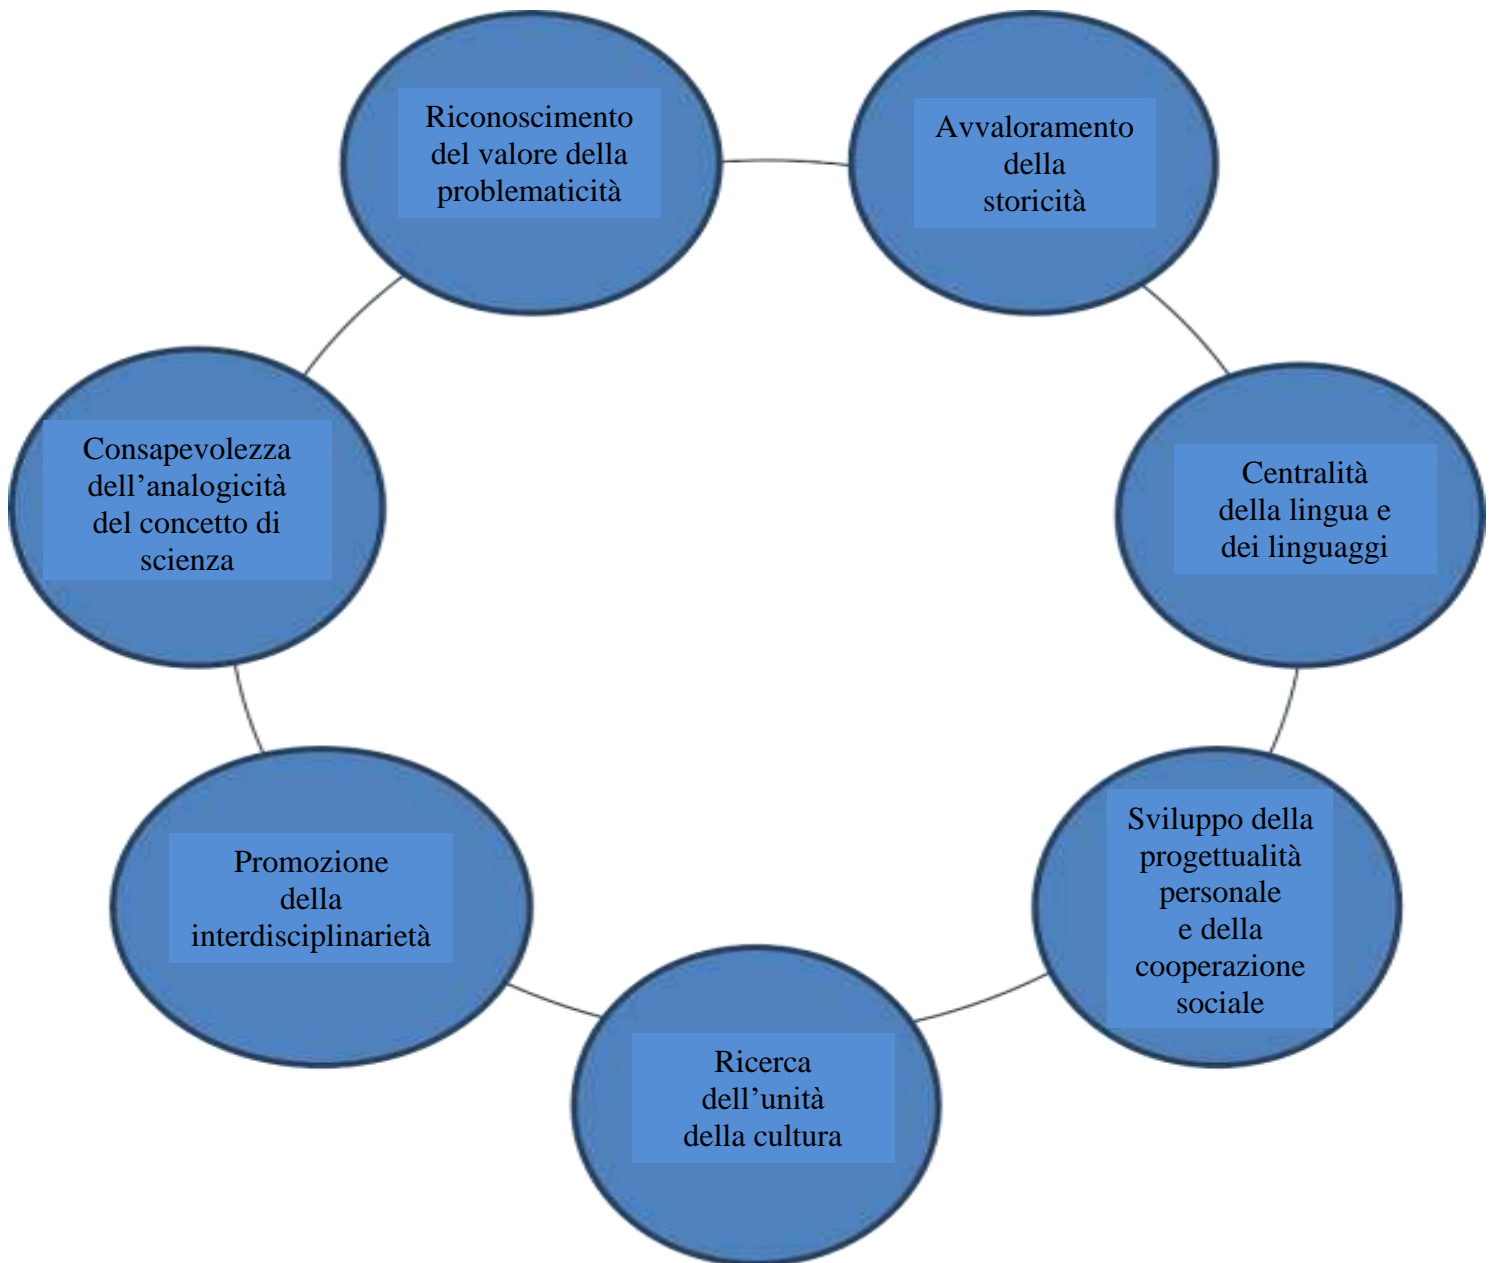 Riconoscimento
del valore della
problematicità
Avvaloramento
della
storicità
Centralità
della lingua e
dei linguaggi
Sviluppo della
progettualità
personale
e della
cooperazione
sociale
Ricerca
dell’unità
della cultura
Promozione
della
interdisciplinarietà
Consapevolezza
dell’analogicità
del concetto di
scienza